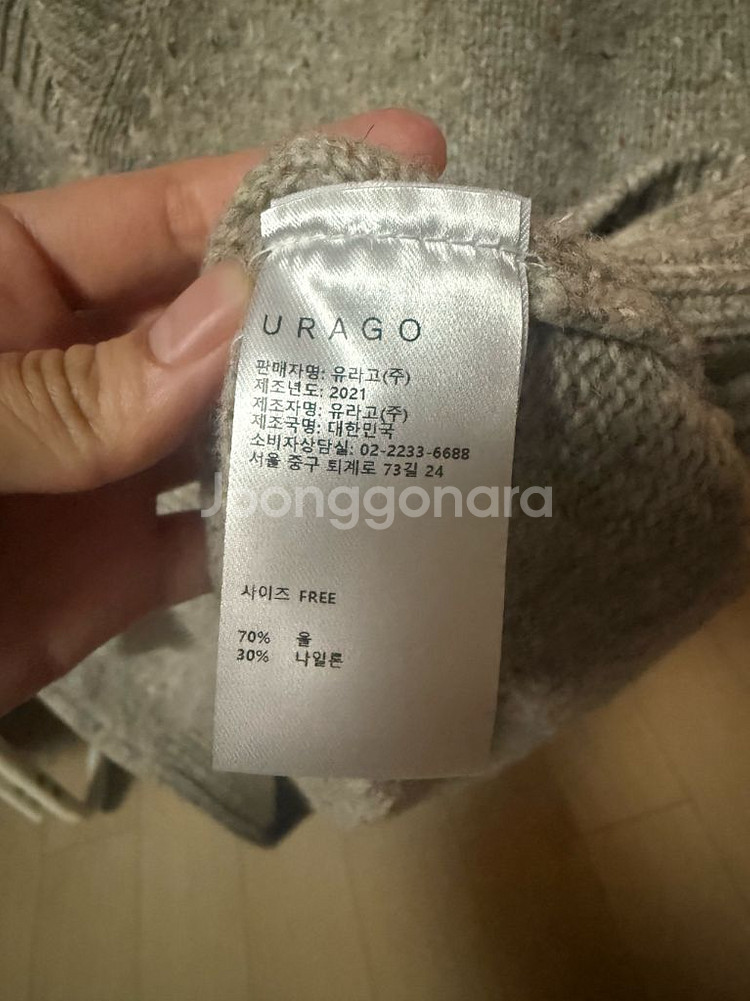 URAGO
판매자명: 유라고(주)
제조년도: 2021
제조자명: 유라고(주)
제조국명: 대한민국
소비자상담실: 02-2233-6688
서울 중구 퇴계로 73길 24
Joonggonara
사이즈 FREE
70% 울
30% 나일론